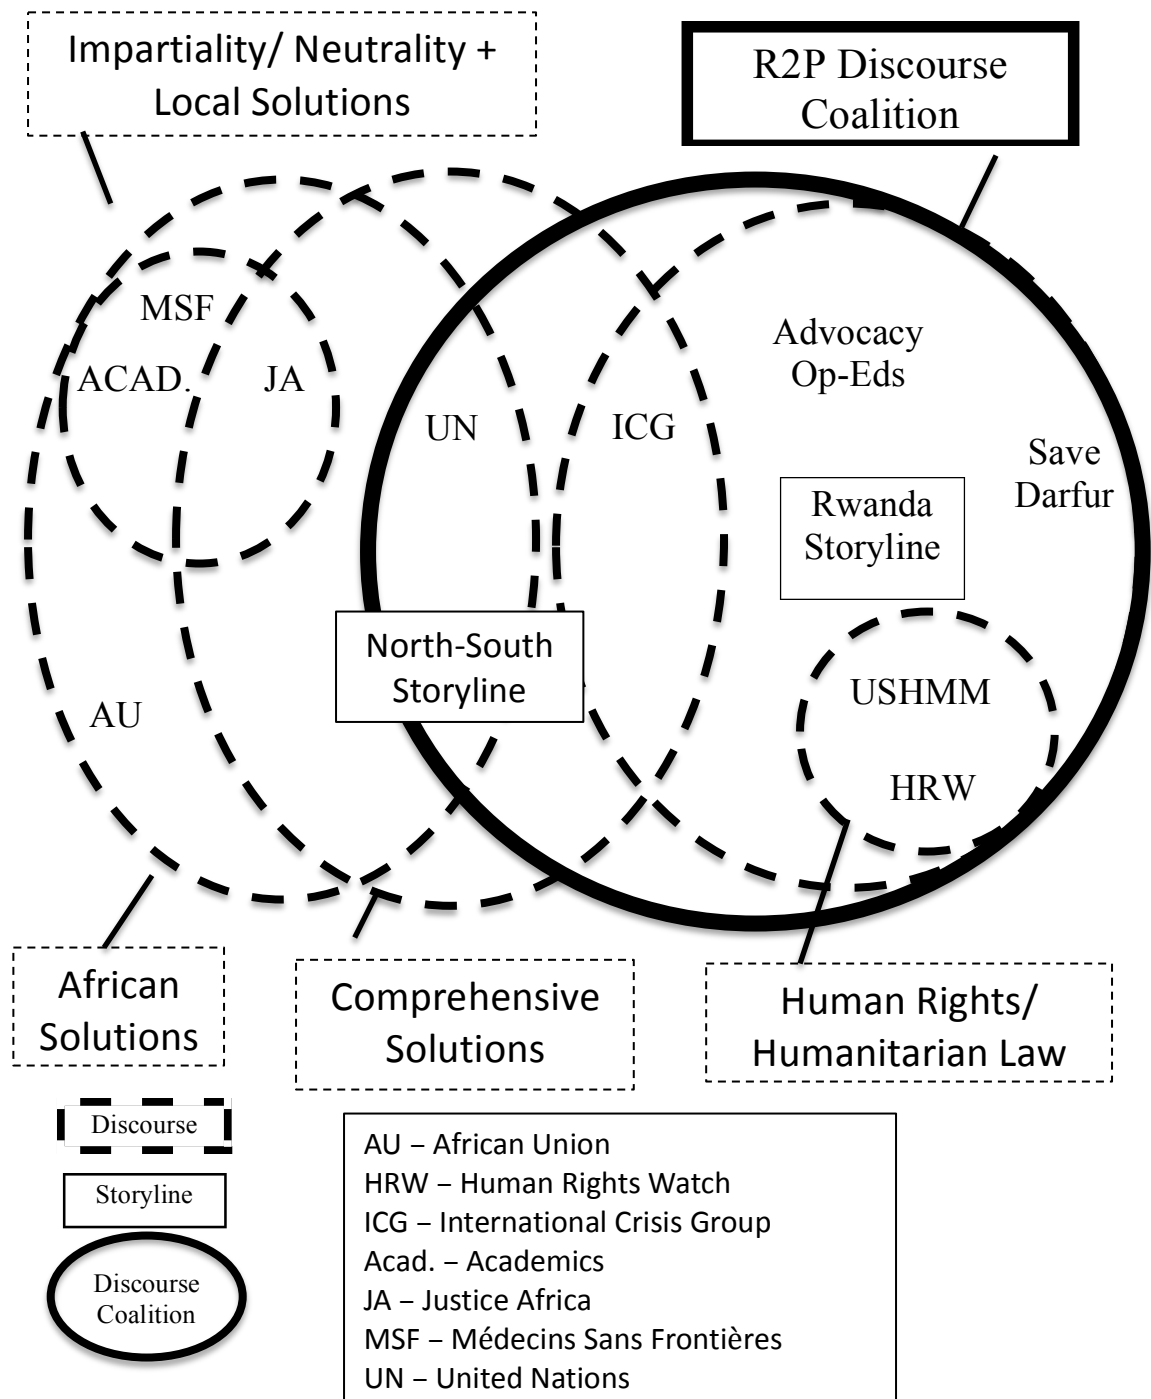 Impartiality/ Neutrality +
Local Solutions
R2P Discourse
Coalition
MSF
ACAD.
JA
UN
ICG
Advocacy
Op-Eds
Save
Darfur
Rwanda
Storyline
North-South
Storyline
AU
USHMM
HRW
African
Solutions
Comprehensive
Solutions
Human Rights/
Humanitarian Law
Discourse
Storyline
Discourse
Coalition
AU – African Union
HRW – Human Rights Watch
ICG – International Crisis Group
Acad. – Academics
JA – Justice Africa
MSF – Médecins Sans Frontières
UN – United Nations